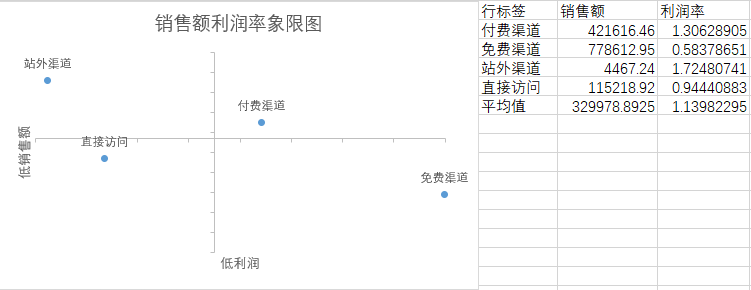 销售额利润率象限图
站外渠道
付费渠道
直接访问
免费渠道
低销售额
低利润
行标签 销售额 利润率
付费渠道 421616.46 1.30628905
免费渠道 778612.95 0.58378651
站外渠道 4467.24 1.72480741
直接访问 115218.92 0.94440883
平均值 329978.8925 1.13982295